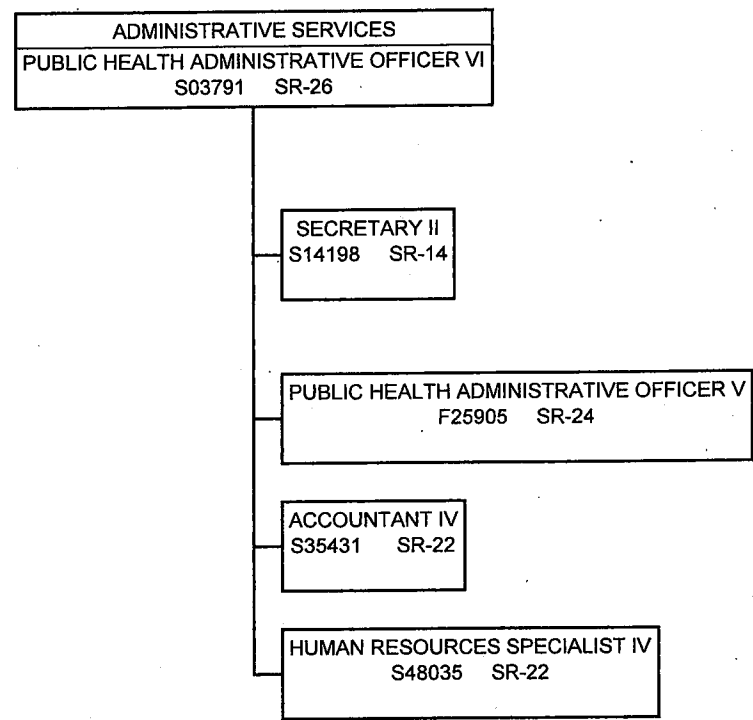 ADMINISTRATIVE SERVICES
PUBLIC HEALTH ADMINISTRATIVE OFFICER VI
S03791 SR-26
SECRETARY II
S14198 SR-14
PUBLIC HEALTH ADMINISTRATIVE OFFICER V
F25905 SR-24
ACCOUNTANT IV
S35431 SR-22
HUMAN RESOURCES SPECIALIST IV
S48035 SR-22